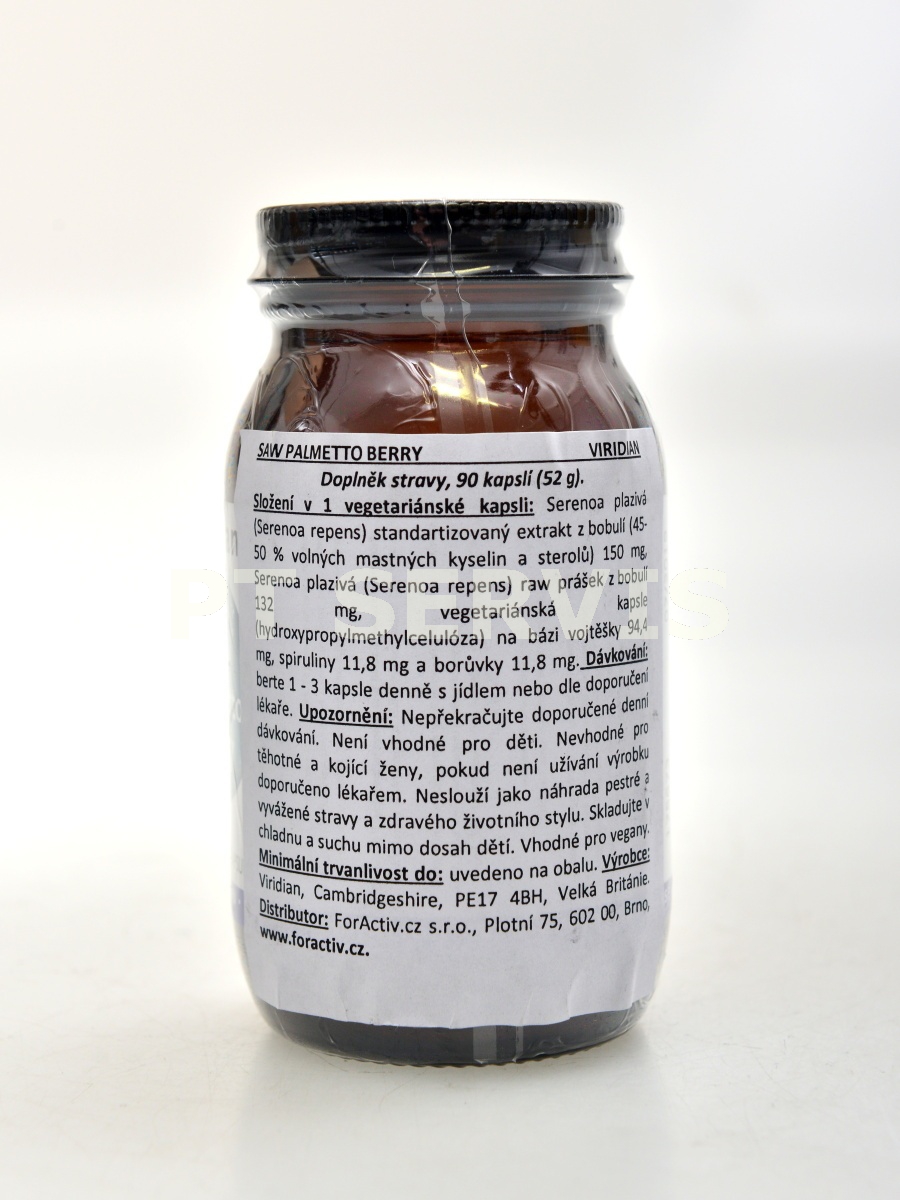 SAW PALMETTO BERRY VIRIDIAN
Doplněk stravy, 90 kapslí (52 g).
Složení v 1 vegetariánské kapsli: Serenoa plazivá
(Serenoa repens) standartizovaný extrakt z bobulí (45-
50 % volných mastných kyselin a sterolů) 150 mg,
Serenoa plazivá (Serenoa repens) raw prášek z bobulí
PT SERVIS
132 mg, vegetariánská kapsle
(hydroxypropylmethylcelulóza) na bázi vojtěšky 94,4
mg, spiruliny 11,8 mg a borůvky 11,8 mg. Dávkování:
berte 1 - 3 kapsle denně s jídlem nebo dle doporučení
lékaře. Upozornění: Nepřekračujte doporučené denní
dávkování. Není vhodné pro děti. Nevhodné pro
těhotné a kojící ženy, pokud není užívání výrobku
doporučeno lékařem. Neslouží jako náhrada pestré a
vyvážené stravy a zdravého životního stylu. Skladujte v
chladnu a suchu mimo dosah dětí. Vhodné pro vegany.
Minimální trvanlivost do: uvedeno na obalu. Výrobce:
Viridian, Cambridgeshire, PE17 4BH, Velká Británie.
Distributor: ForActiv.cz s.r.o., Plotní 75, 602 00, Brno,
www.foractiv.cz.